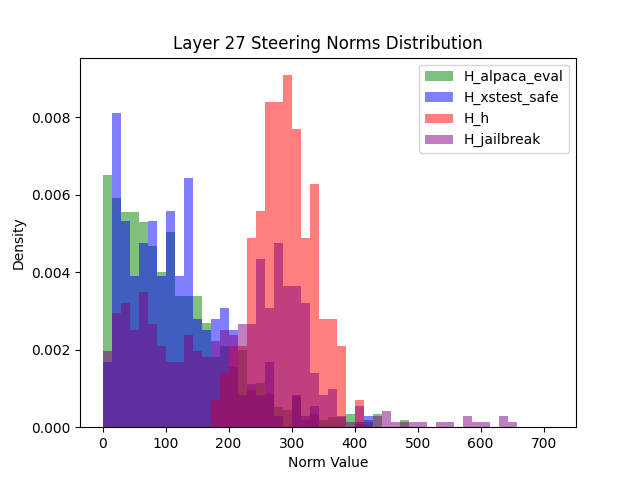 Layer 27 Steering Norms Distribution
H_alpaca_eval
H_xstest_safe
H_h
H_jailbreak
Density
0.008
0.006
0.004
0.002
0.000
0 100 200 300 400 500 600 700
Norm Value